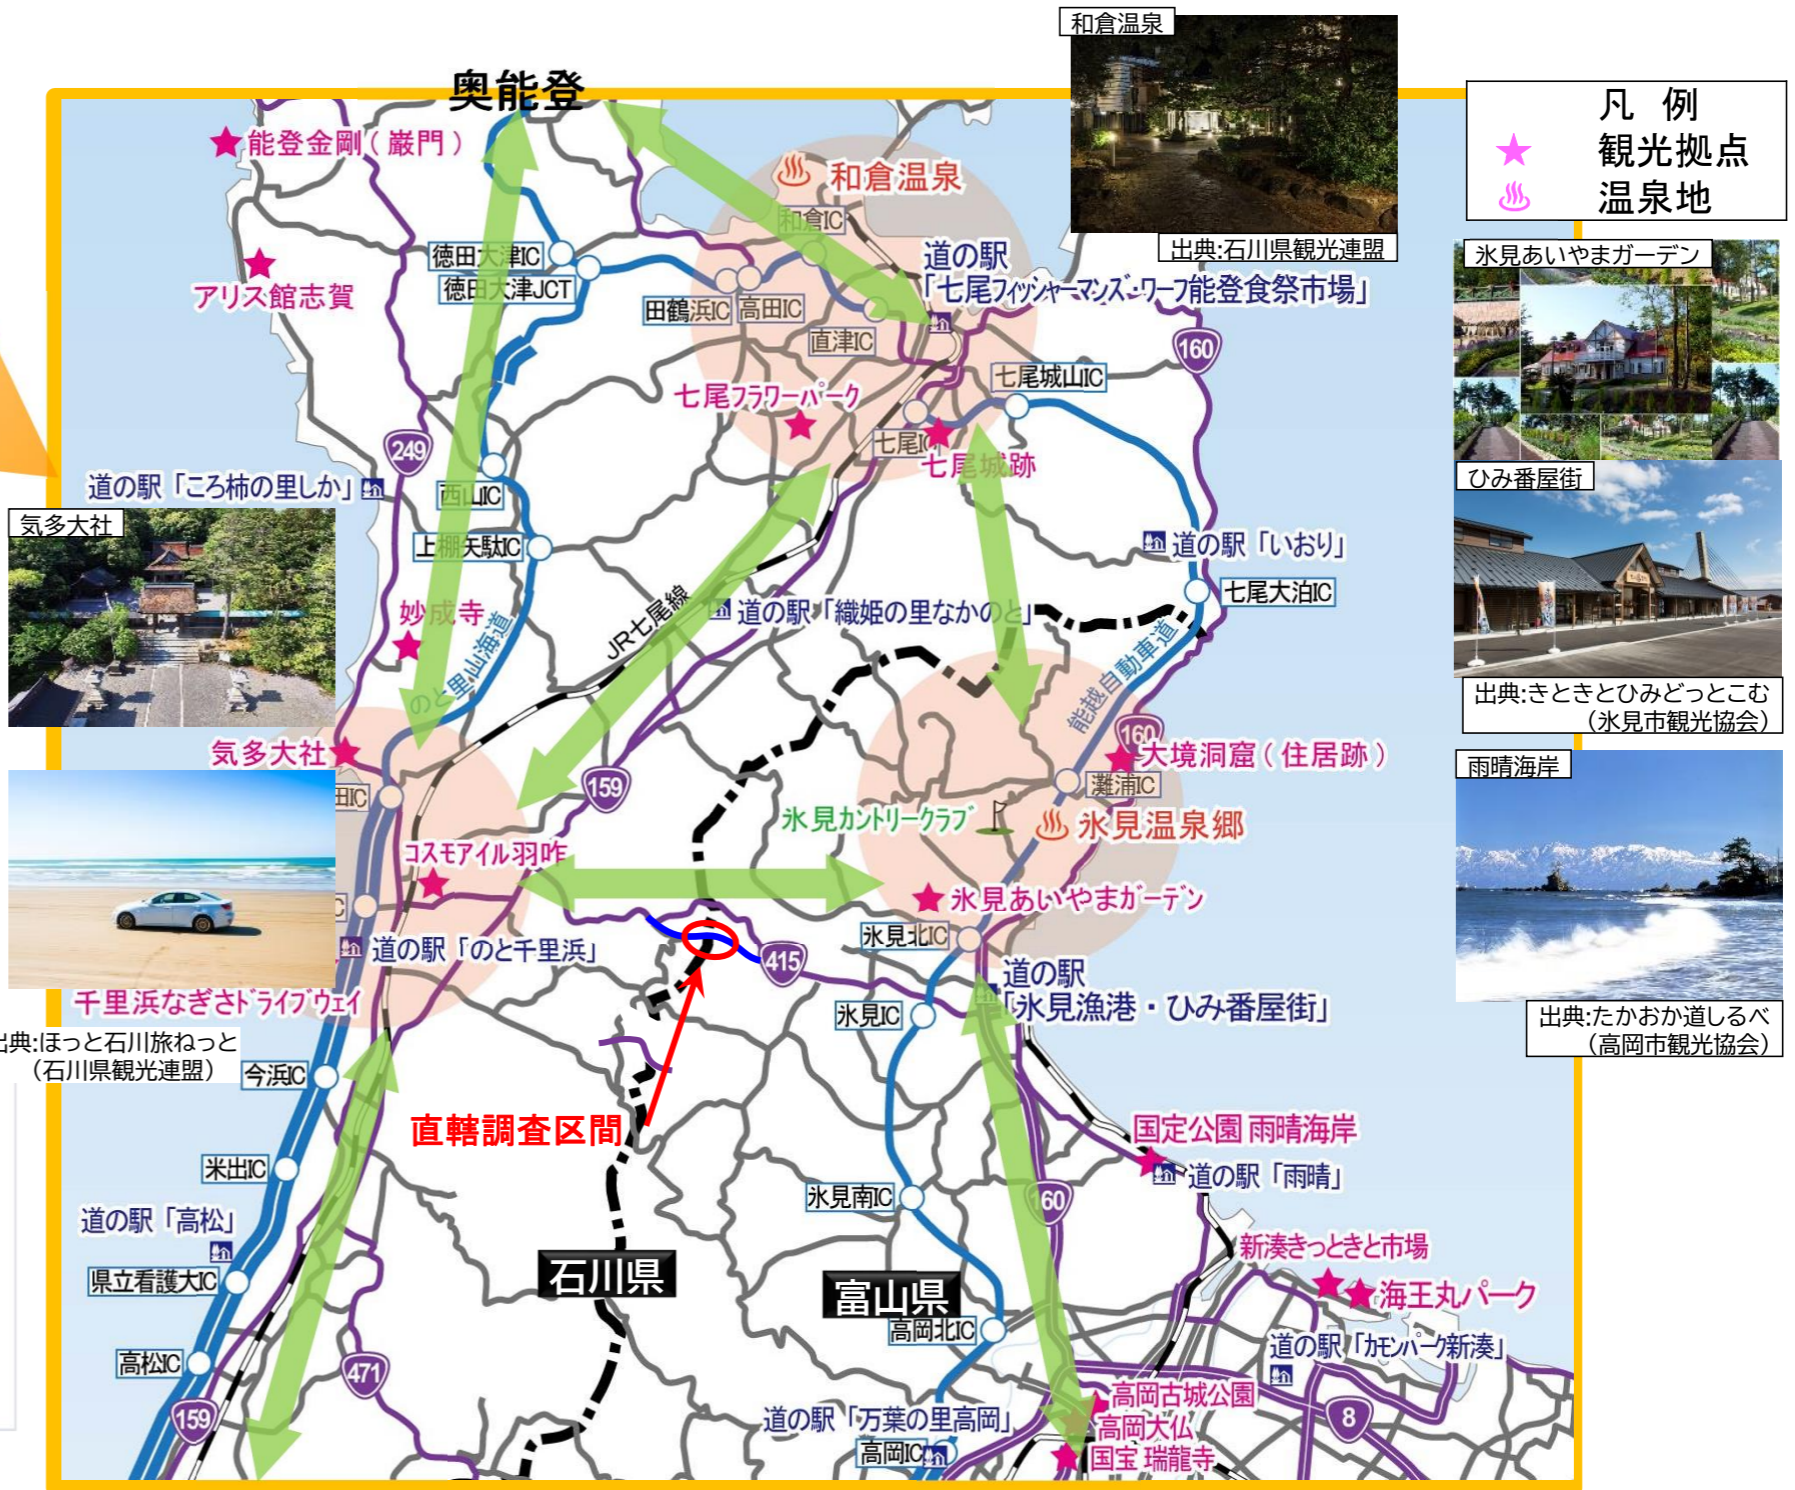 和倉温泉
奥能登
凡 例
観光拠点
温泉地
能登金剛(巌門)
和倉温泉
出典:石川県観光連盟
和倉IC
徳田大津IC
道の駅
「七尾フィッシャーマンズ・ワーフ能登食祭市場」
氷見あいやまガーデン
徳田大津JCT
アリス館志賀
田鶴浜IC
高田IC
直津IC
160
七尾城山IC
七尾フラワーパーク
249
七尾IC
七尾城跡
道の駅「ころ柿の里しか」
西山IC
ひみ番屋街
気多大社
上棚矢駄IC
道の駅「いおり」
七尾大泊IC
JR七尾線
道の駅「織姫の里なかのと」
妙成寺
のと里山海道
能越自動車道
出典:きときとひみどっとこむ
(氷見市観光協会)
160
気多大社
大境洞窟(住居跡)
雨晴海岸
159
灘浦IC
田IC
氷見カントリークラブ
氷見温泉郷
コスモアイル羽咋
氷見あいやまガーデン
C
道の駅「のと千里浜」
415
氷見北IC
道の駅
「氷見漁港・ひみ番屋街」
千里浜なぎさドライブウェイ
氷見IC
出典:たかおか道しるべ
(高岡市観光協会)
出典:ほっと石川旅ねっと
(石川県観光連盟)
今浜IC
直轄調査区間
国定公園 雨晴海岸
米出IC
道の駅「雨晴」
氷見南IC
160
道の駅「高松」
新湊きっときと市場
石川県
県立看護大IC
富山県
海王丸パーク
高岡北IC
道の駅「カモンパーク新湊」
高松IC
471
高岡古城公園
159
道の駅「万葉の里高岡」
8
高岡大仏
高岡IC
国宝 瑞龍寺